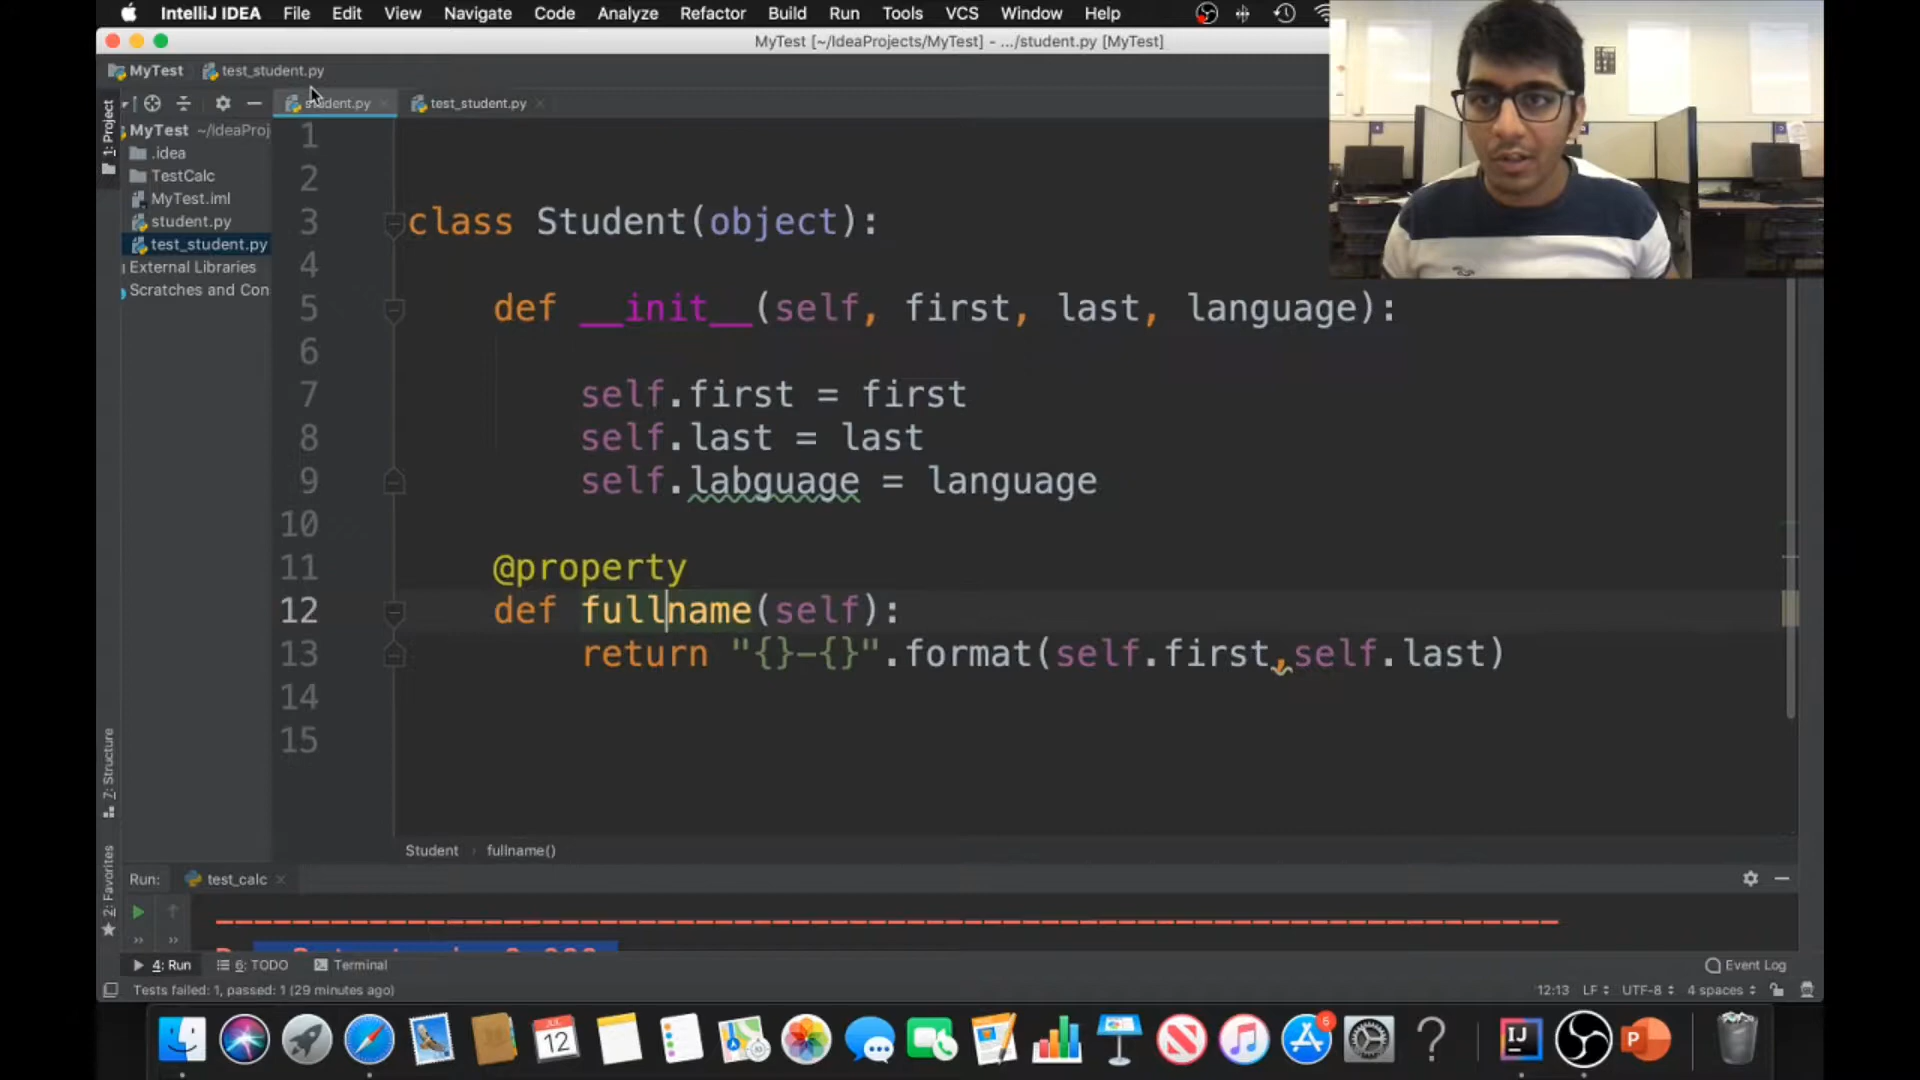 IntelliJ IDEA File Edit View Navigate Code Analyze Refactor Build Run Tools VCS Window Help
MyTest [~/IdeaProjects/MyTest] - .../student.py [MyTest]
MyTest test_student.py
student.py test_student.py
1: Project
MyTest ~/IdeaProj
.idea
TestCalc
MyTest.iml
student.py
test_student.py
External Libraries
Scratches and Con
1
2
3 class Student(object):
4
5 def __init__(self, first, last, language):
6
7 self.first = first
8 self.last = last
9 self.labguage = language
10
11 @property
12 def fullname(self):
13 return "{}-{}".format(self.first,self.last)
14
15
7: Structure
2: Favorites
Student fullname()
Run: test_calc
4: Run 6: TODO Terminal Event Log
Tests failed: 1, passed: 1 (29 minutes ago) 12:13 LF UTF-8 4 spaces
JUL
12
6
IJ
P